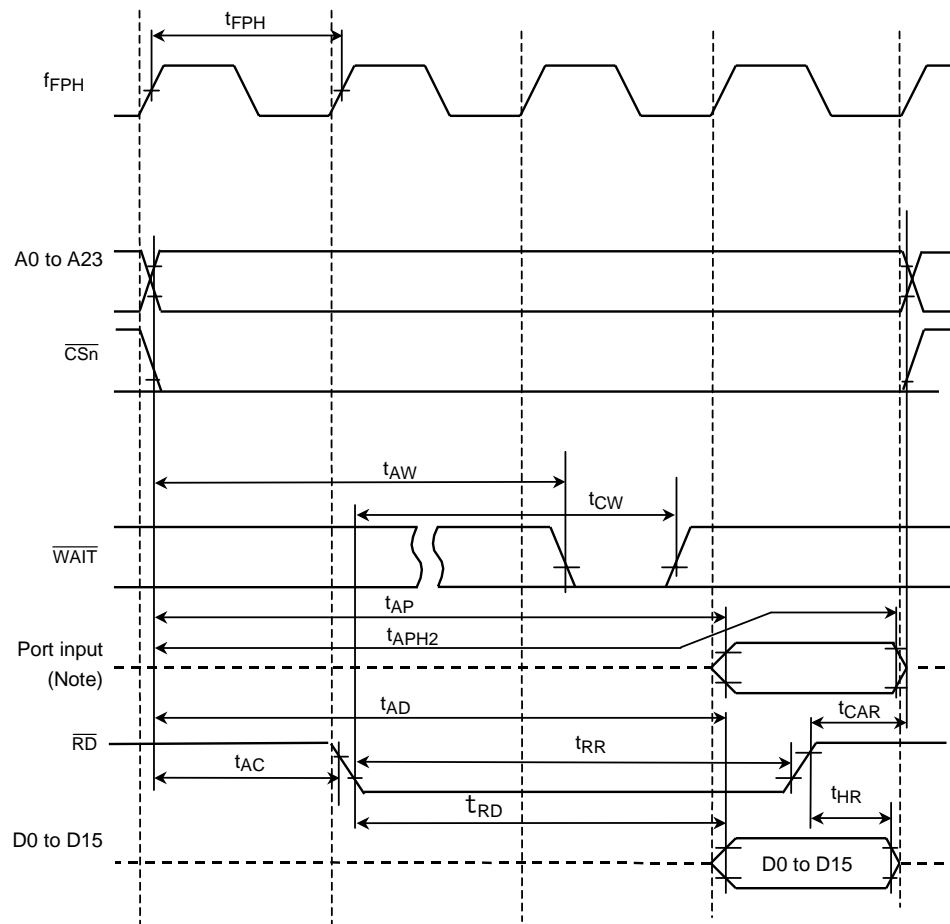 tFPH
fFPH
A0 to A23
CSn
tAW
tCW
WAIT
tAP
tAPH2
Port input
(Note)
tAD
tCAR
RD
tRR
tAC
tHR
tRD
D0 to D15
D0 to D15